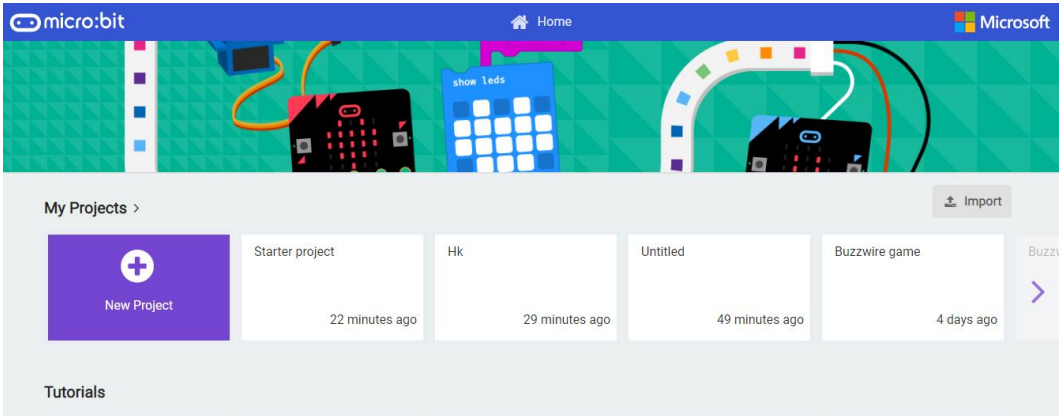 micro:bit
Home
Microsoft
show leds
My Projects >
Import
New Project
Starter project
22 minutes ago
Hk
29 minutes ago
Untitled
49 minutes ago
Buzzwire game
4 days ago
Tutorials